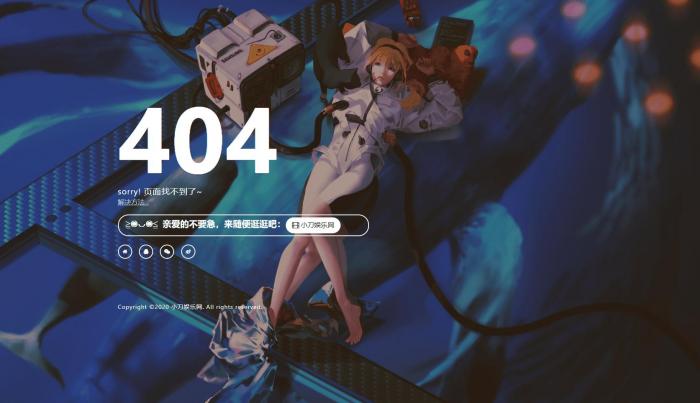 404
sorry! 页面找不到了~
解决方法
亲爱的不要急，来随便逛逛吧： 小刀娱乐网
Copyright ©2020 小刀娱乐网. All rights reserved.